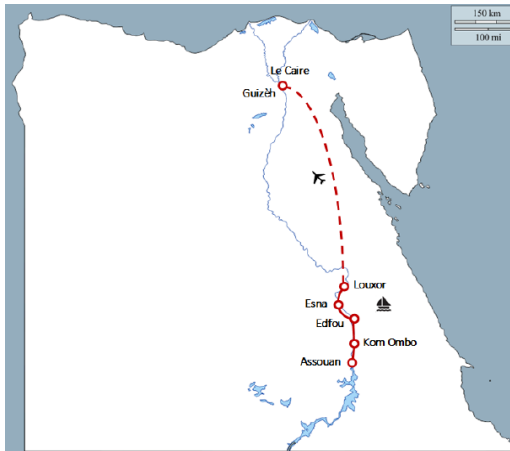 150 km
100 mi
Le Caire
Guizèh
Louxor
Esna
Edfou
Kom Ombo
Assouan